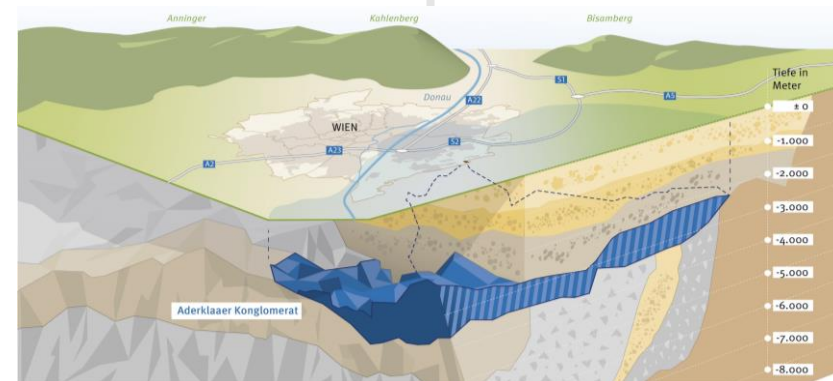 Anninger
Kahlenberg
Bisamberg
Tiefe in
Meter
± 0
-1.000
-2.000
-3.000
-4.000
-5.000
-6.000
-7.000
-8.000
S1
A5
Donau
A22
WIEN
S2
A23
A2
Aderklaaer Konglomerat